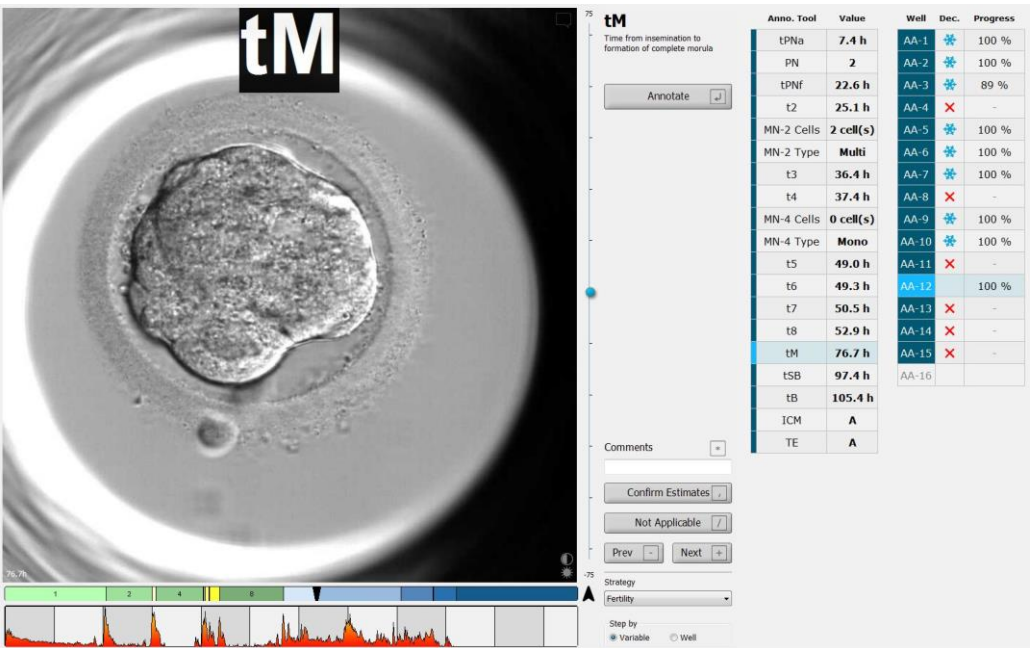 tM
76.7h
1 2 4 8
75
-75
tM
Time from insemination to
formation of complete morula
Annotate
Comments
Confirm Estimates ,
Not Applicable /
Prev - Next +
Strategy
Fertility
Step by
Variable Well
Anno. Tool Value
tPNa 7.4 h
PN 2
tPNf 22.6 h
t2 25.1 h
MN-2 Cells 2 cell(s)
MN-2 Type Multi
t3 36.4 h
t4 37.4 h
MN-4 Cells 0 cell(s)
MN-4 Type Mono
t5 49.0 h
t6 49.3 h
t7 50.5 h
t8 52.9 h
tM 76.7 h
tSB 97.4 h
tB 105.4 h
ICM A
TE A
Well Dec. Progress
AA-1 100 %
AA-2 100 %
AA-3 89 %
AA-4 -
AA-5 100 %
AA-6 100 %
AA-7 100 %
AA-8 -
AA-9 100 %
AA-10 100 %
AA-11 -
AA-12 100 %
AA-13 -
AA-14 -
AA-15 -
AA-16